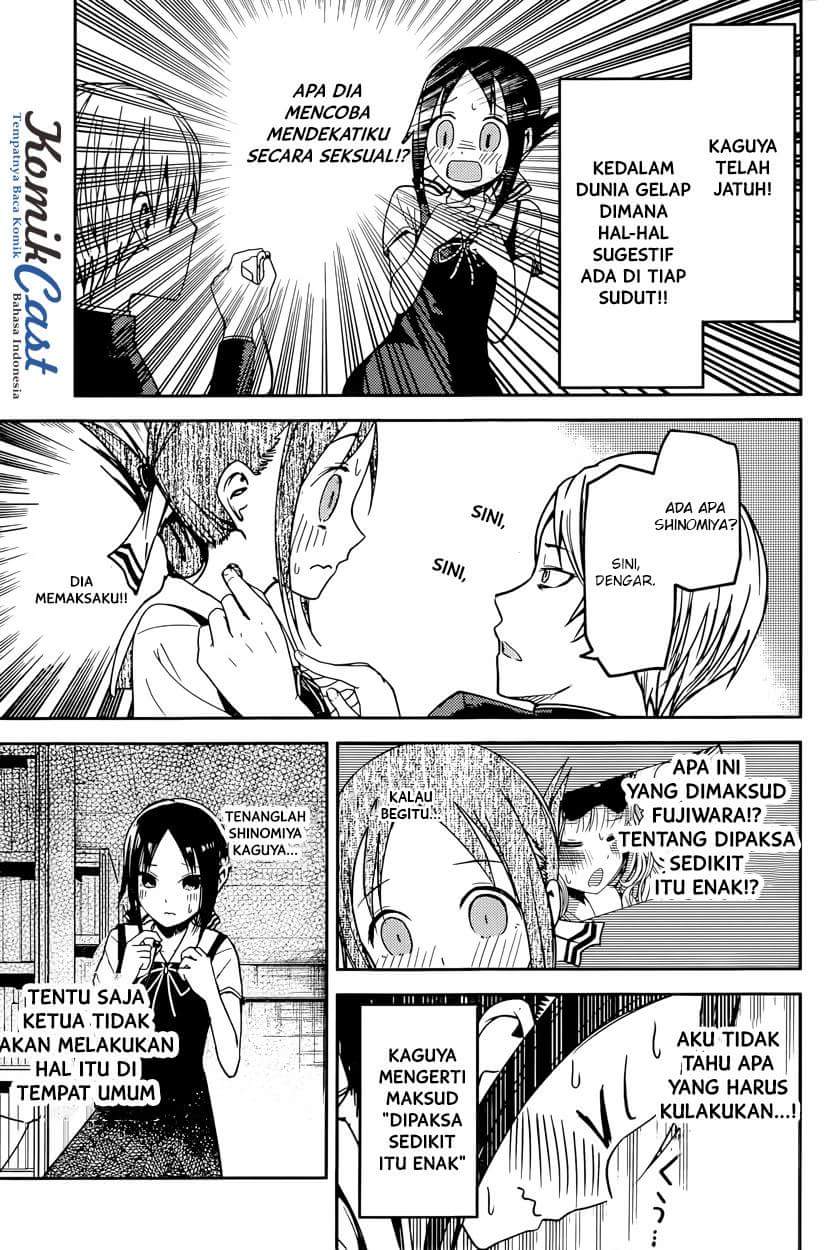 KAGUYA
TELAH
JATUH!
KEDALAM
DUNIA GELAP
DIMANA
HAL-HAL
SUGESTIF
ADA DI TIAP
SUDUT!!
APA DIA
MENCOBA
MENDEKATIKU
SECARA SEKSUAL!?
KomikCast
Tempatnya Baca Komik Bahasa Indonesia
ADA APA
SHINOMIYA?
SINI,
DENGAR.
SINI,
SINI,
DIA
MEMAKSAKU!!
APA INI
YANG DIMAKSUD
FUJIWARA!?
TENTANG DIPAKSA
SEDIKIT
ITU ENAK!?
KALAU
BEGITU...
TENANGLAH
SHINOMIYA
KAGUYA...
TENTU SAJA
KETUA TIDAK
AKAN MELAKUKAN
HAL ITU DI
TEMPAT UMUM
AKU TIDAK
TAHU APA
YANG HARUS
KULAKUKAN...!
KAGUYA
MENGERTI
MAKSUD
"DIPAKSA
SEDIKIT
ITU ENAK"